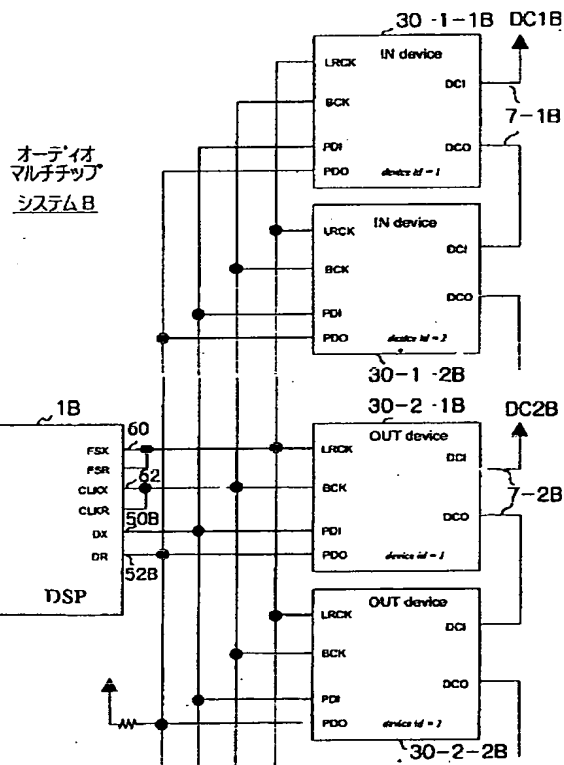 30-1-1B DC1B
IN device
LRCK
BCK
PDI
PDO
DCI
DCO
device id = 1
7-1B
オーディオ
マルチチップ
システムB
IN device
LRCK
BCK
PDI
PDO
DCI
DCO
device id = 2
30-1-2B
1B
60
FSX
FSR
62
CLKX
CLKR
50B
DX
DR
52B
DSP
30-2-1B DC2B
OUT device
LRCK
BCK
PDI
PDO
DCI
DCO
device id = 1
7-2B
OUT device
LRCK
BCK
PDI
PDO
DCI
DCO
device id = 2
30-2-2B